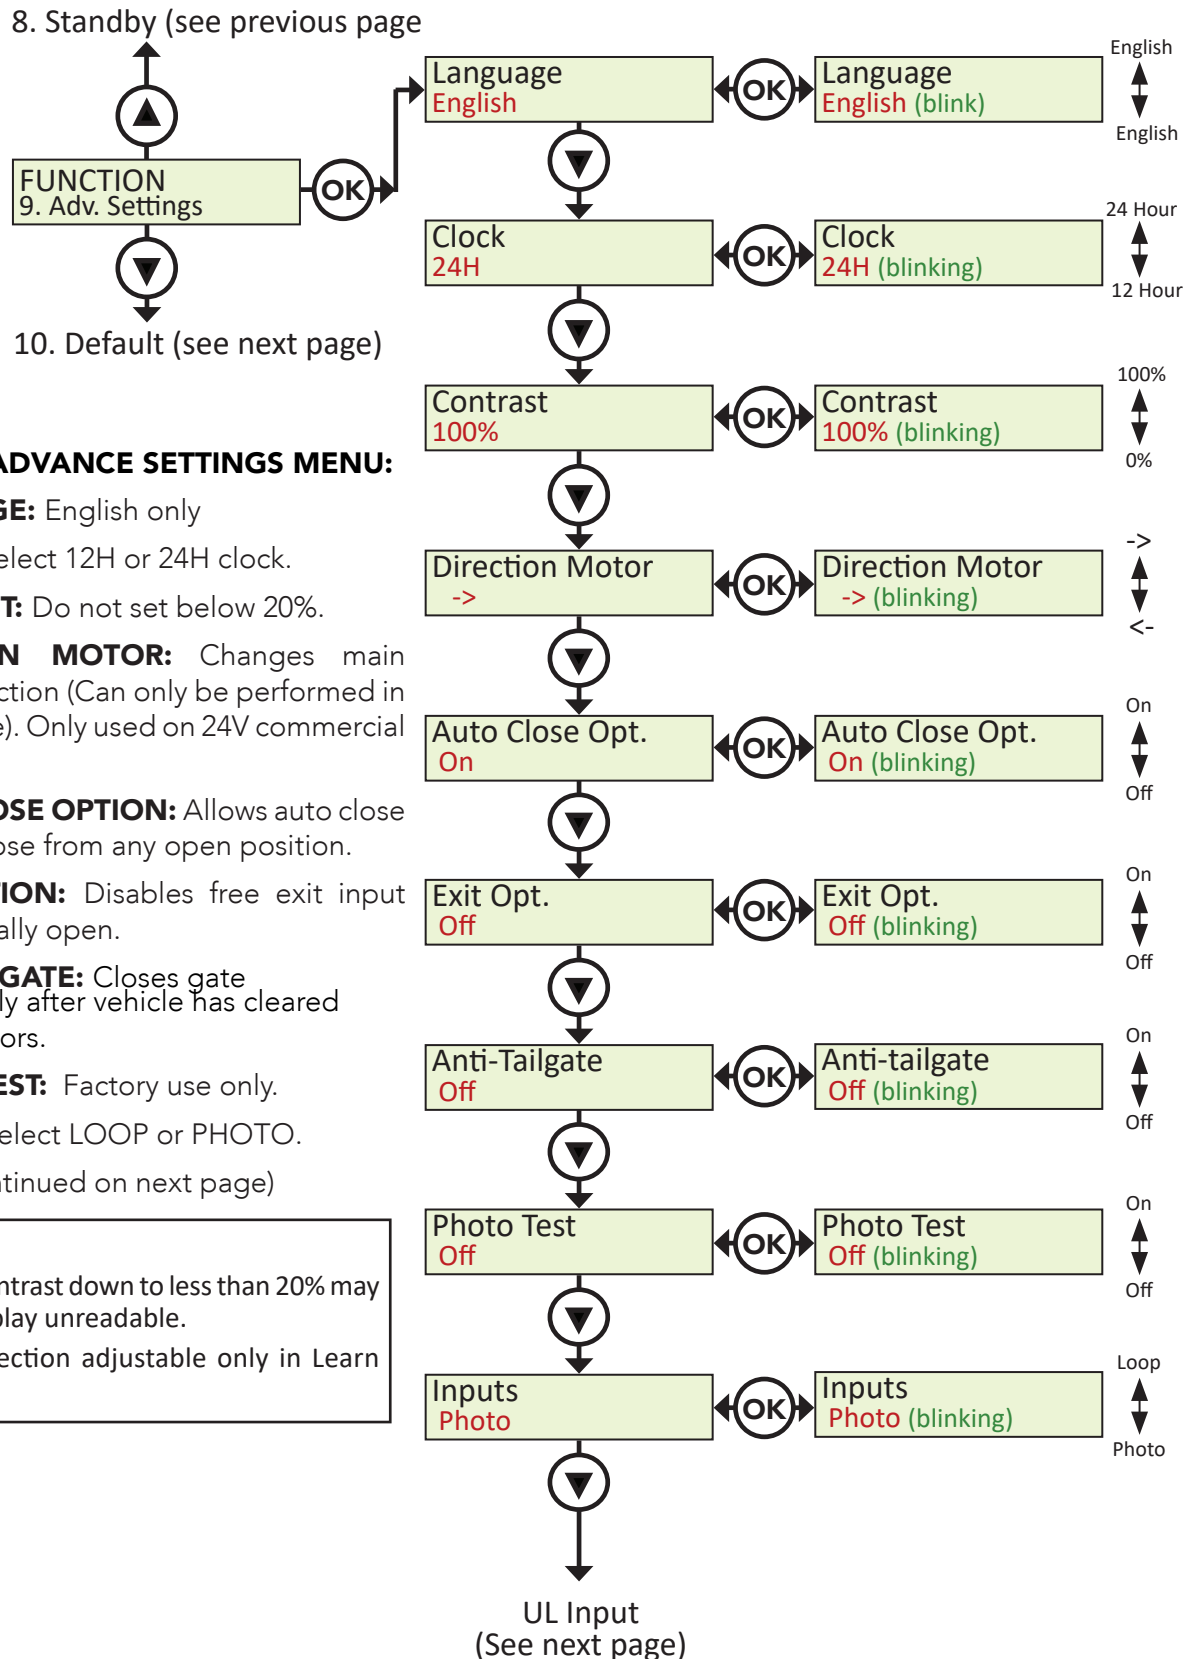 8. Standby (see previous page
FUNCTION
9. Adv. Settings
OK
10. Default (see next page)
ADVANCE SETTINGS MENU:
GE: English only
elect 12H or 24H clock.
T: Do not set below 20%.
N MOTOR: Changes main
ction (Can only be performed in
e). Only used on 24V commercial
OSE OPTION: Allows auto close
ose from any open position.
TION: Disables free exit input
ally open.
GATE: Closes gate
ly after vehicle has cleared
ors.
EST: Factory use only.
elect LOOP or PHOTO.
ntinued on next page)
ntrast down to less than 20% may
play unreadable.
ection adjustable only in Learn
Language
English
OK
Language
English (blink)
English
English
Clock
24H
OK
Clock
24H (blinking)
24 Hour
12 Hour
Contrast
100%
OK
Contrast
100% (blinking)
100%
0%
Direction Motor
->
OK
Direction Motor
-> (blinking)
->
<-
Auto Close Opt.
On
OK
Auto Close Opt.
On (blinking)
On
Off
Exit Opt.
Off
OK
Exit Opt.
Off (blinking)
On
Off
Anti-Tailgate
Off
OK
Anti-tailgate
Off (blinking)
On
Off
Photo Test
Off
OK
Photo Test
Off (blinking)
On
Off
Inputs
Photo
OK
Inputs
Photo (blinking)
Loop
Photo
UL Input
(See next page)